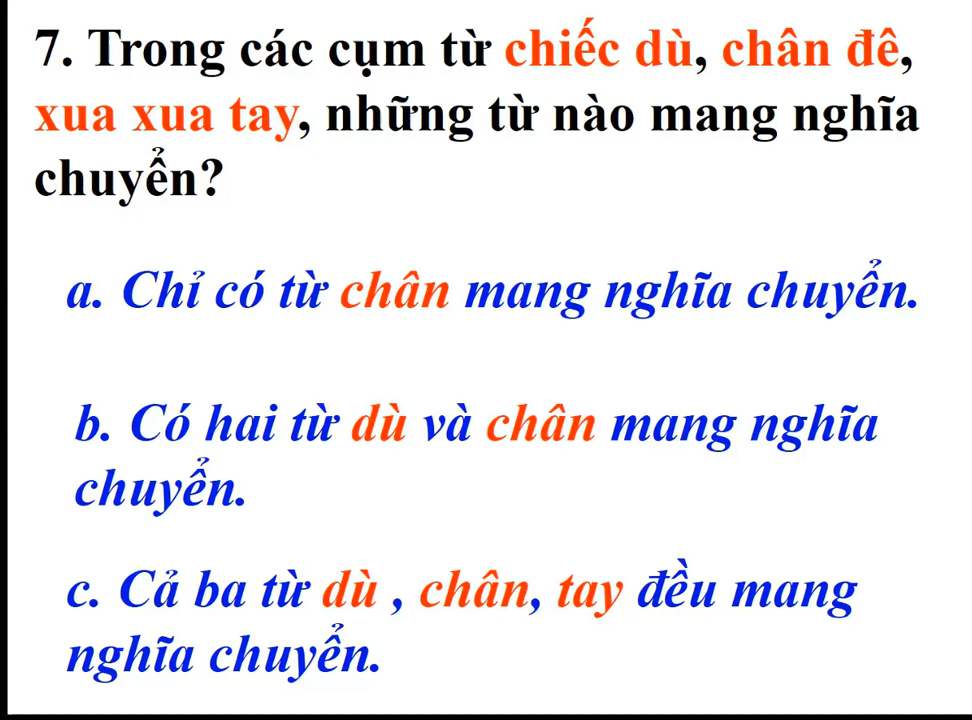 7. Trong các cụm từ chiếc dù, chân đê,
xua xua tay, những từ nào mang nghĩa
chuyển?
a. Chỉ có từ chân mang nghĩa chuyển.
b. Có hai từ dù và chân mang nghĩa
chuyển.
c. Cả ba từ dù , chân, tay đều mang
nghĩa chuyển.